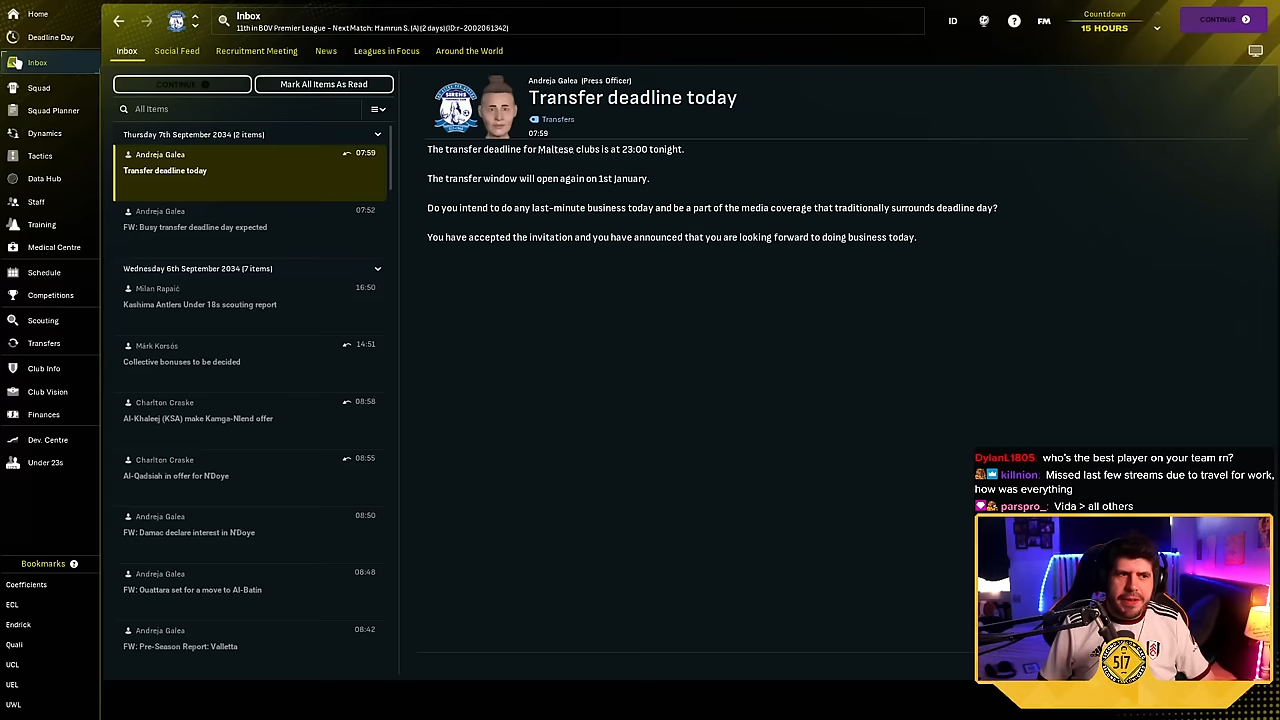 Home
Deadline Day
Inbox
Squad
Squad Planner
Dynamics
Tactics
Data Hub
Staff
Training
Medical Centre
Schedule
Competitions
Scouting
Transfers
Club Info
Club Vision
Finances
Dev. Centre
Under 23s
Bookmarks
Coefficients
ECL
Endrick
Quali
UCL
UEL
UWL
Inbox
11th in BOV Premier League - Next Match: Mamrun S. (A) (2 days) (ID:r-2002061342)
ID
FM
Countdown
15 HOURS
CONTINUE
Inbox
Social Feed
Recruitment Meeting
News
Leagues in Focus
Around the World
CONTINUE
Mark All Items As Read
All Items
Thursday 7th September 2034 (2 items)
Andreja Galea 07:59
Transfer deadline today
Andreja Galea 07:52
FW: Busy transfer deadline day expected
Wednesday 6th September 2034 (7 items)
Milan Rapaić 16:50
Kashima Antlers Under 18s scouting report
Márk Korsós 14:51
Collective bonuses to be decided
Charlton Craske 08:58
Al-Khaleej (KSA) make Kamga-Nlend offer
Charlton Craske 08:55
Al-Qadsiah in offer for N'Doye
Andreja Galea 08:50
FW: Damac declare interest in N'Doye
Andreja Galea 08:48
FW: Ouattara set for a move to Al-Batin
Andreja Galea 08:42
FW: Pre-Season Report: Valletta
SIRENS
Andreja Galea (Press Officer)
Transfer deadline today
Transfers
07:59
The transfer deadline for Maltese clubs is at 23:00 tonight.
The transfer window will open again on 1st January.
Do you intend to do any last-minute business today and be a part of the media coverage that traditionally surrounds deadline day?
You have accepted the invitation and you have announced that you are looking forward to doing business today.
DylanL1805: who's the best player on your team rn?
killnion: Missed last few streams due to travel for work,
how was everything
parspro_: Vida > all others
517